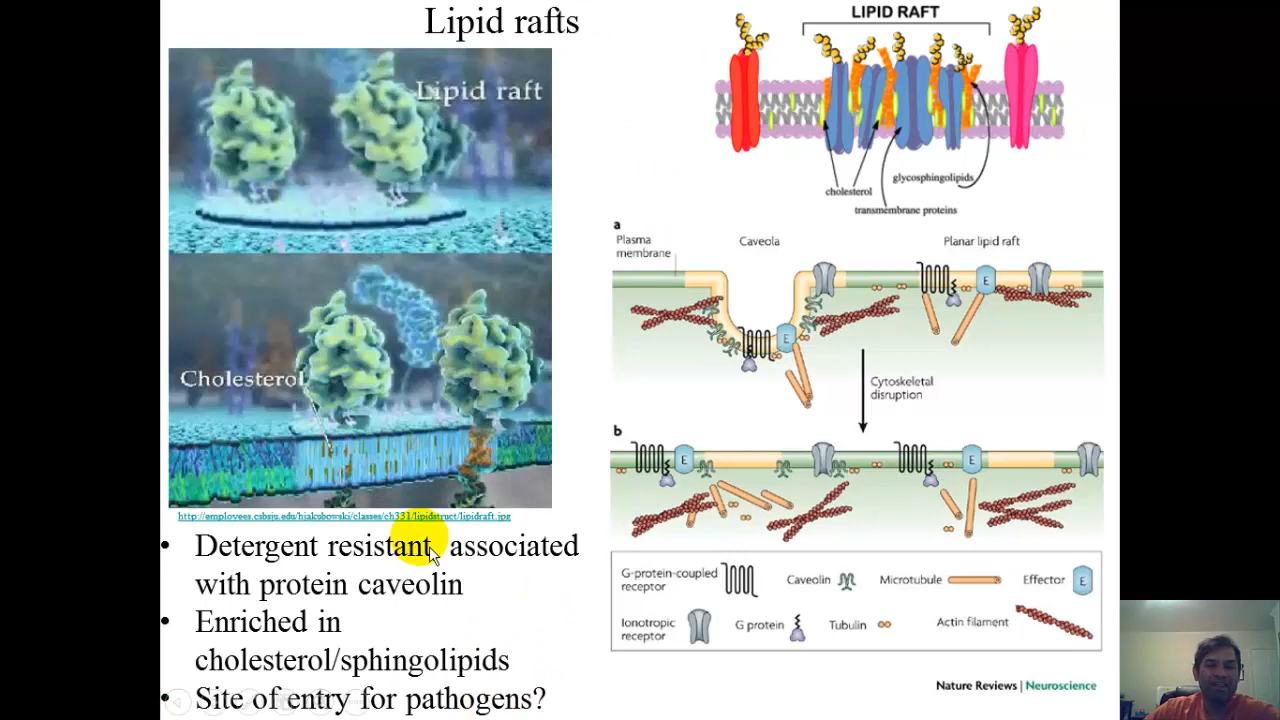 Lipid rafts
Lipid raft
Cholesterol
http://employees.csbsju.edu/hjakubowski/classes/ch331/lipidstruct/lipidraft.jpg
• Detergent resistant associated
with protein caveolin
• Enriched in
cholesterol/sphingolipids
• Site of entry for pathogens?
LIPID RAFT
cholesterol
glycosphingolipids
transmembrane proteins
a
Plasma
membrane
Caveola
Planar lipid raft
E
E
Cytoskeletal
disruption
b
E
E
G-protein-coupled
receptor
Caveolin
Microtubule
Effector
E
Ionotropic
receptor
G protein
Tubulin
Actin filament
Nature Reviews | Neuroscience